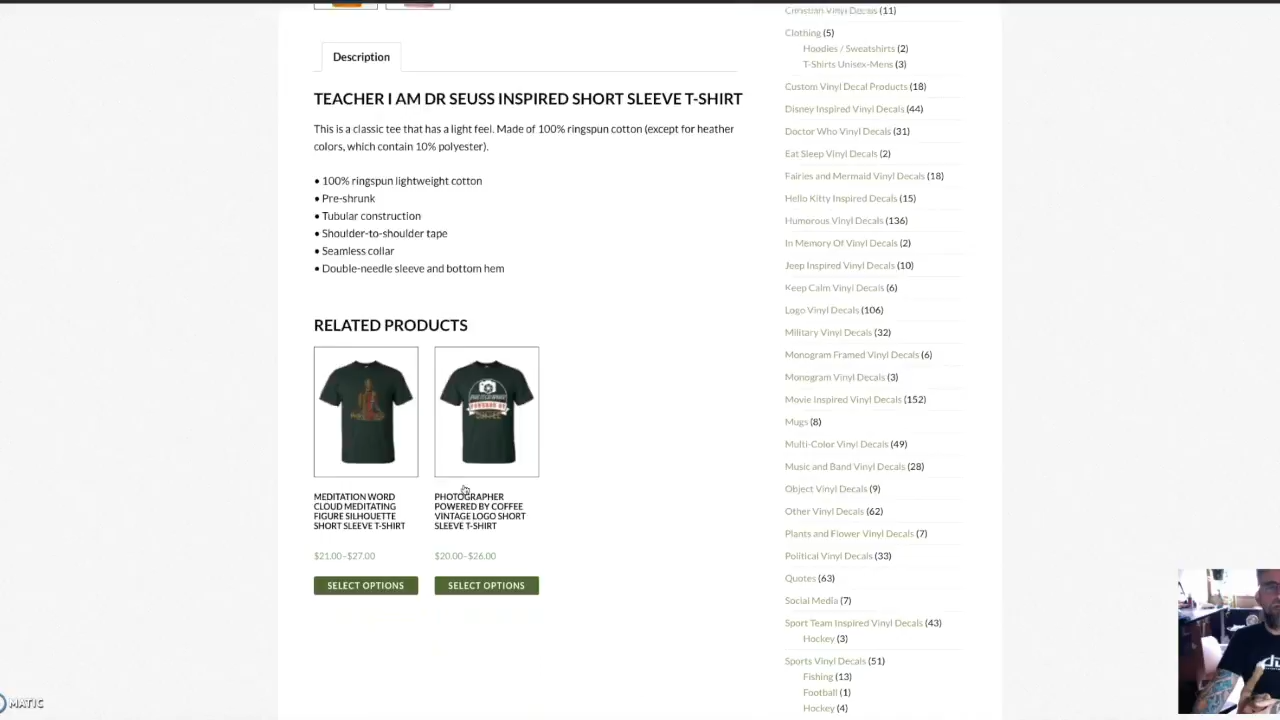 Description
TEACHER I AM DR SEUSS INSPIRED SHORT SLEEVE T-SHIRT
This is a classic tee that has a light feel. Made of 100% ringspun cotton (except for heather
colors, which contain 10% polyester).
• 100% ringspun lightweight cotton
• Pre-shrunk
• Tubular construction
• Shoulder-to-shoulder tape
• Seamless collar
• Double-needle sleeve and bottom hem
RELATED PRODUCTS
MEDITATION WORD
CLOUD MEDITATING
FIGURE SILHOUETTE
SHORT SLEEVE T-SHIRT
$21.00–$27.00
SELECT OPTIONS
PHOTOGRAPHER
POWERED BY COFFEE
VINTAGE LOGO SHORT
SLEEVE T-SHIRT
$20.00–$26.00
SELECT OPTIONS
Christian Vinyl Decals (11)
Clothing (5)
Hoodies / Sweatshirts (2)
T-Shirts Unisex-Mens (3)
Custom Vinyl Decal Products (18)
Disney Inspired Vinyl Decals (44)
Doctor Who Vinyl Decals (31)
Eat Sleep Vinyl Decals (2)
Fairies and Mermaid Vinyl Decals (18)
Hello Kitty Inspired Decals (15)
Humorous Vinyl Decals (136)
In Memory Of Vinyl Decals (2)
Jeep Inspired Vinyl Decals (10)
Keep Calm Vinyl Decals (6)
Logo Vinyl Decals (106)
Military Vinyl Decals (32)
Monogram Framed Vinyl Decals (6)
Monogram Vinyl Decals (3)
Movie Inspired Vinyl Decals (152)
Mugs (8)
Multi-Color Vinyl Decals (49)
Music and Band Vinyl Decals (28)
Object Vinyl Decals (9)
Other Vinyl Decals (62)
Plants and Flower Vinyl Decals (7)
Political Vinyl Decals (33)
Quotes (63)
Social Media (7)
Sport Team Inspired Vinyl Decals (43)
Hockey (3)
Sports Vinyl Decals (51)
Fishing (13)
Football (1)
Hockey (4)
MATIC